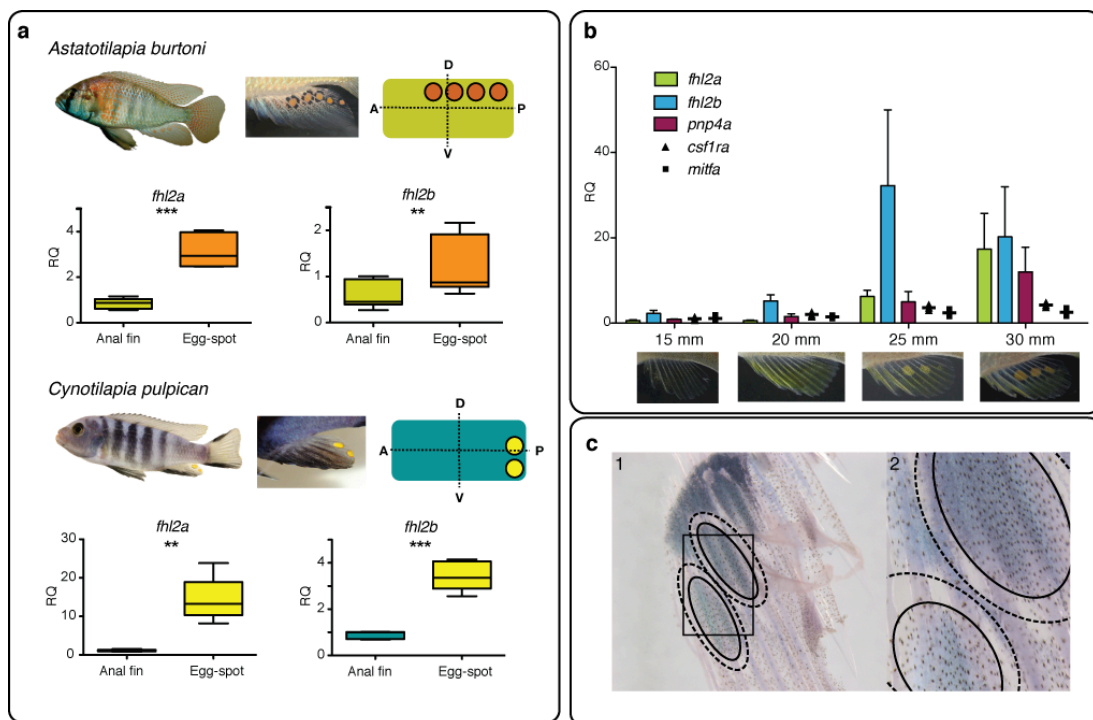 a
Astatotilapia burtoni
D
A
P
V
fhl2a
***
RQ
4
2
0
Anal fin
Egg-spot
fhl2b
**
RQ
2
1
0
Anal fin
Egg-spot
Cynotilapia pulpican
D
A
P
V
fhl2a
**
RQ
30
20
10
0
Anal fin
Egg-spot
fhl2b
***
RQ
4
2
0
Anal fin
Egg-spot
b
60
40
20
0
RQ
fhl2a
fhl2b
pnp4a
csf1ra
mitfa
15 mm
20 mm
25 mm
30 mm
c
1
2